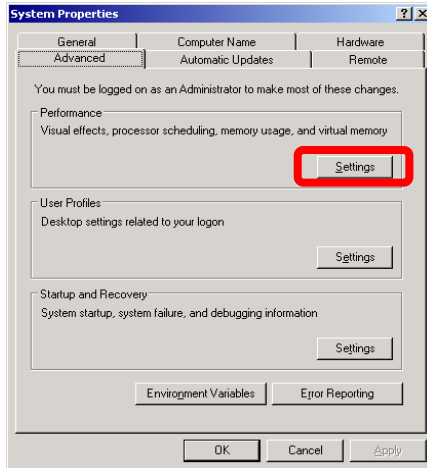 System Properties
General Computer Name Hardware
Advanced Automatic Updates Remote
You must be logged on as an Administrator to make most of these changes.
Performance
Visual effects, processor scheduling, memory usage, and virtual memory
Settings
User Profiles
Desktop settings related to your logon
Settings
Startup and Recovery
System startup, system failure, and debugging information
Settings
Environment Variables Error Reporting
OK Cancel Apply